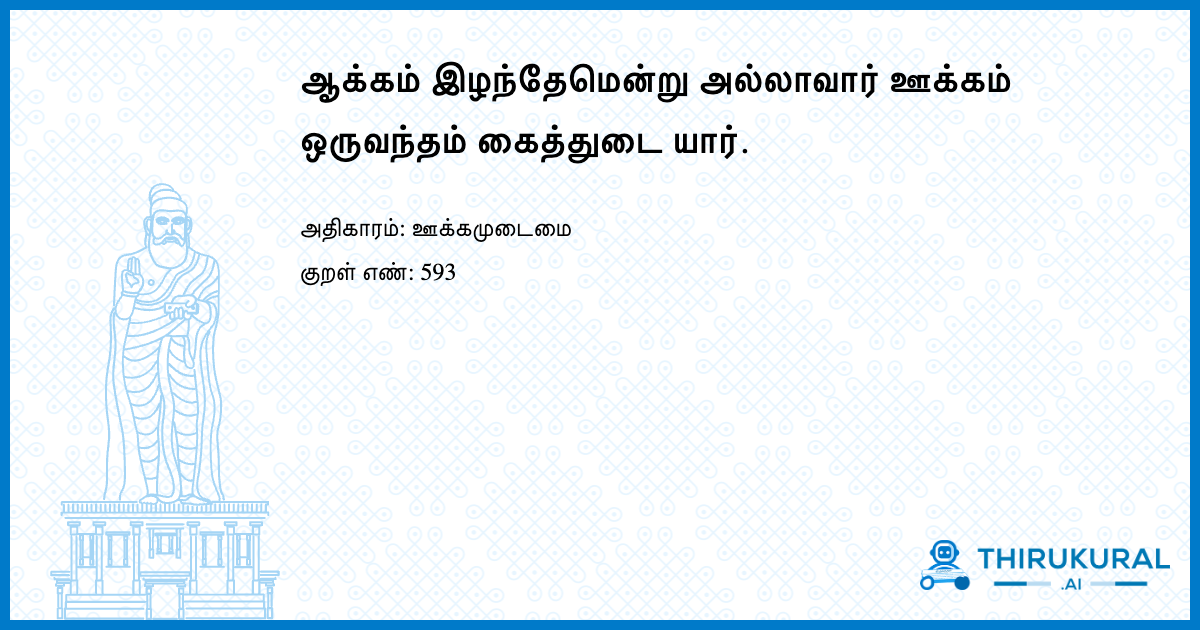 ஆக்கம் இழந்தேமென்று அல்லாவார் ஊக்கம்
ஒருவந்தம் கைத்துடை யார்.
அதிகாரம்: ஊக்கமுடைமை
குறள் எண்: 593
THIRUKURAL
.AI